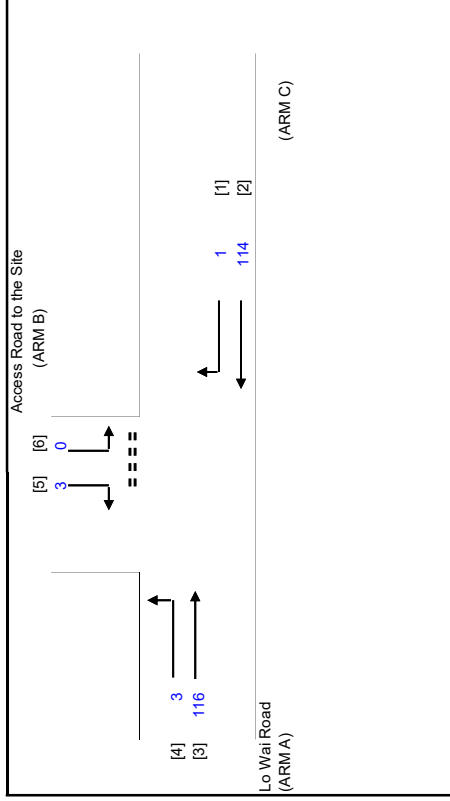 Access Road to the Site
(ARM B)
[5] [6]
3 0
1 [1]
114 [2]
[4] 3
[3] 116
Lo Wai Road
(ARM A)
(ARM C)